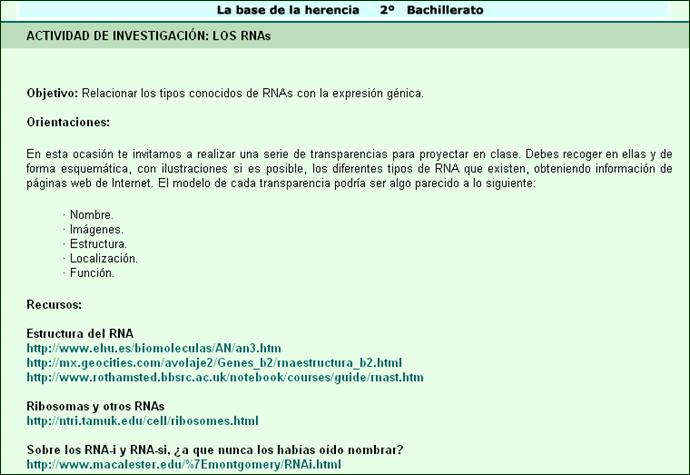 La base de la herencia 2º Bachillerato
ACTIVIDAD DE INVESTIGACIÓN: LOS RNAs
Objetivo: Relacionar los tipos conocidos de RNAs con la expresión génica.
Orientaciones:
En esta ocasión te invitamos a realizar una serie de transparencias para proyectar en clase. Debes recoger en ellas y de
forma esquemática, con ilustraciones si es posible, los diferentes tipos de RNA que existen, obteniendo información de
páginas web de Internet. El modelo de cada transparencia podría ser algo parecido a lo siguiente:
· Nombre.
· Imágenes.
· Estructura.
· Localización.
· Función.
Recursos:
Estructura del RNA
http://www.ehu.es/biomoleculas/AN/an3.htm
http://mx.geocities.com/avolaje2/Genes_b2/rnaestructura_b2.html
http://www.rothamsted.bbsrc.ac.uk/notebook/courses/guide/rnast.htm
Ribosomas y otros RNAs
http://ntri.tamuk.edu/cell/ribosomes.html
Sobre los RNA-i y RNA-si, ¿a que nunca los habías oído nombrar?
http://www.macalester.edu/%7Emontgomery/RNAi.html